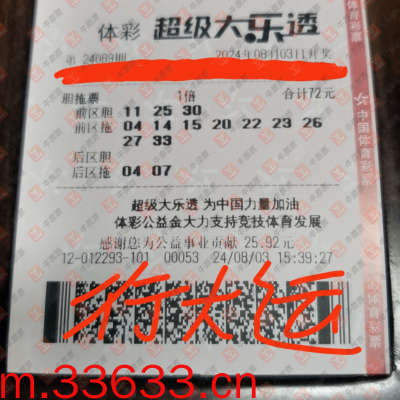 体彩 超级大乐透
第 24089期 2024年08月03日开奖
胆拖票 1倍 合计72元
前区胆 11 25 30
前区拖 04 14 15 20 22 23 26
27 33
后区胆
后区拖 04 07
超级大乐透 为中国力量加油
体彩公益金大力支持竞技体育发展
感谢您为公益事业贡献 25.92元
12-012293-101 00053 24/08/03 15:39:27
行大运
m.33633.cn
中国体育彩票